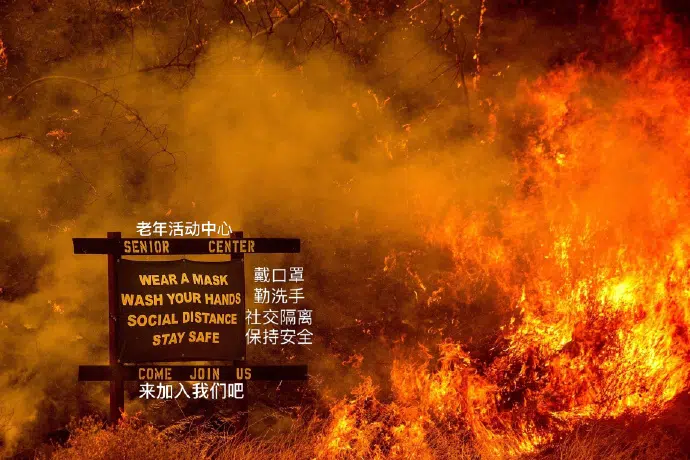 老年活动中心
SENIOR CENTER
WEAR A MASK
戴口罩
WASH YOUR HANDS
勤洗手
SOCIAL DISTANCE
社交隔离
STAY SAFE
保持安全
COME JOIN US
来加入我们吧